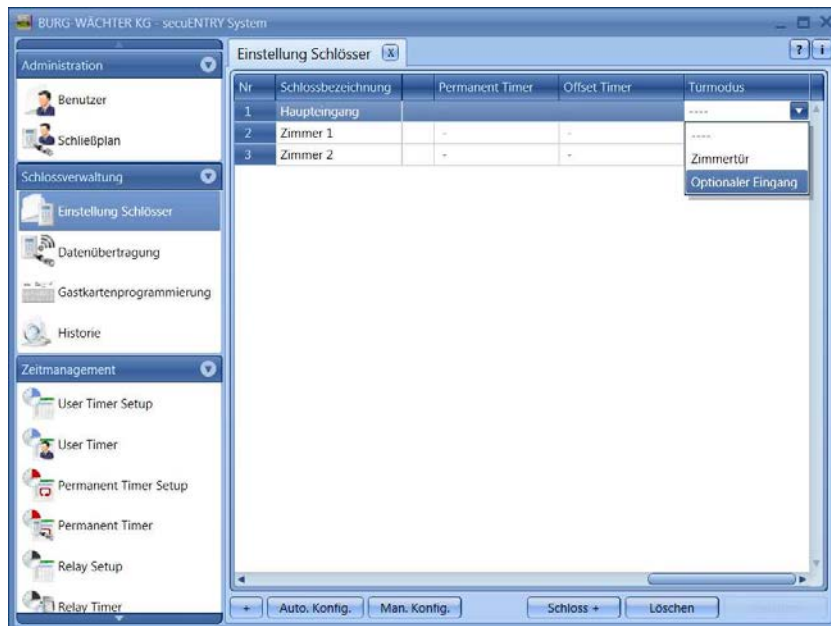 BURG-WÄCHTER KG - secuENTRY System
Administration
Benutzer
Schließplan
Schlossverwaltung
Einstellung Schlösser
Datenübertragung
Gastkartenprogrammierung
Historie
Zeitmanagement
User Timer Setup
User Timer
Permanent Timer Setup
Permanent Timer
Relay Setup
Relay Timer
Einstellung Schlösser X
? i
Nr Schlossbezeichnung Permanent Timer Offset Timer Türmodus
1 Haupteingang ----
2 Zimmer 1 - - ----
3 Zimmer 2 - - Zimmertür
Optionaler Eingang
+ Auto. Konfig. Man. Konfig. Schloss + Löschen